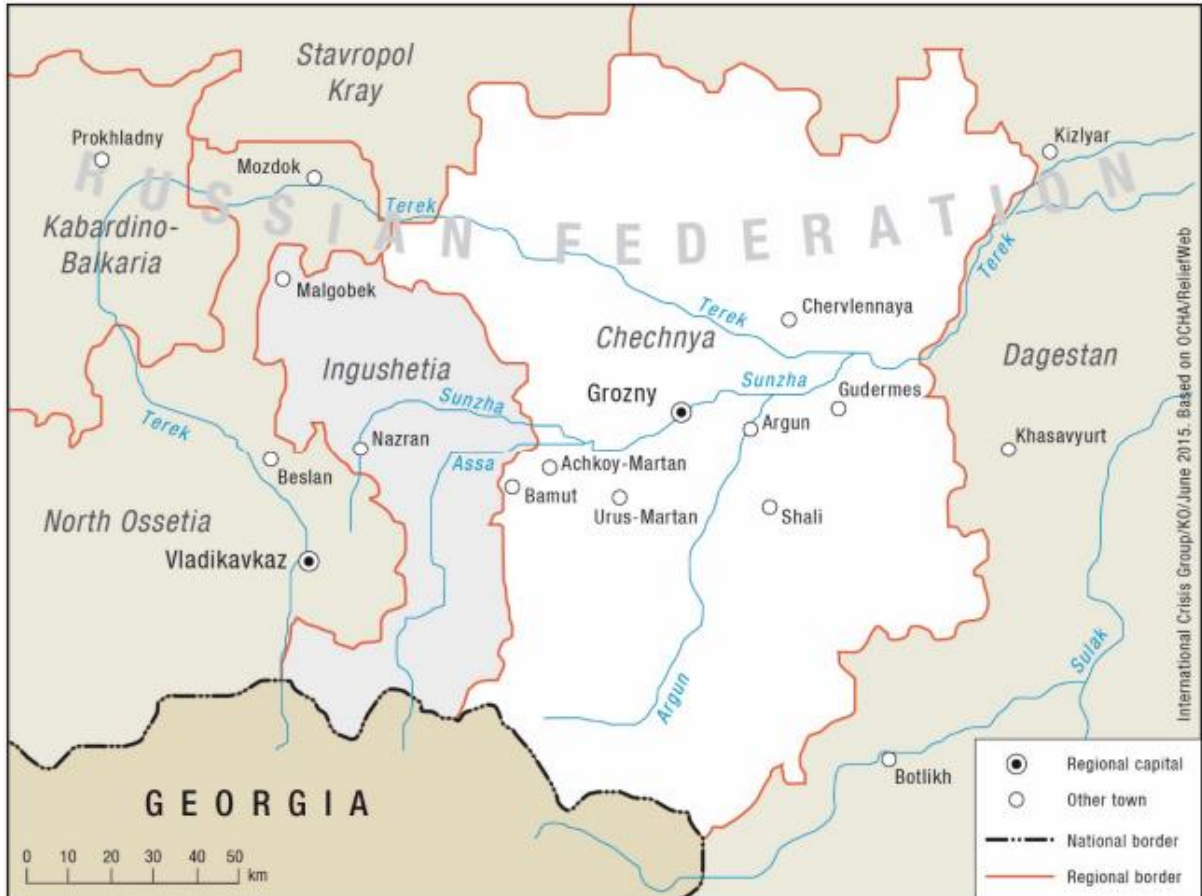 Stavropol
Kray
Prokhladny
Mozdok
Kizlyar
RUSSIAN FEDERATION
Terek
Kabardino-
Balkaria
Terek
Malgobek
Terek
Chervlennaya
Chechnya
Dagestan
Ingushetia
Sunzha
Gudermes
Grozny
Sunzha
Terek
Argun
Nazran
Khasavyurt
Beslan
Assa
Achkoy-Martan
Bamut
Urus-Martan
Shali
North Ossetia
Vladikavkaz
Sulak
Argun
Botlikh
GEORGIA
0 10 20 30 40 50
km
Regional capital
Other town
National border
Regional border
International Crisis Group/KO/June 2015. Based on OCHA/ReliefWeb